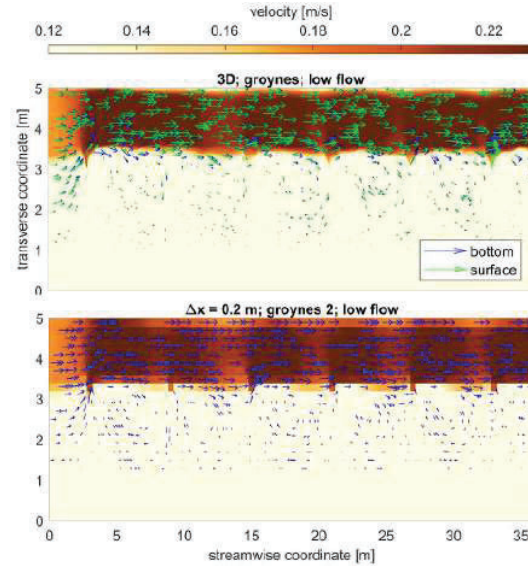 velocity [m/s]
0.12 0.14 0.16 0.18 0.2 0.22
3D; groynes; low flow
5
4
3
2
1
0
transverse coordinate [m]
bottom
surface
Δx = 0.2 m; groynes 2; low flow
5
4
3
2
1
0
0 5 10 15 20 25 30 35
streamwise coordinate [m]